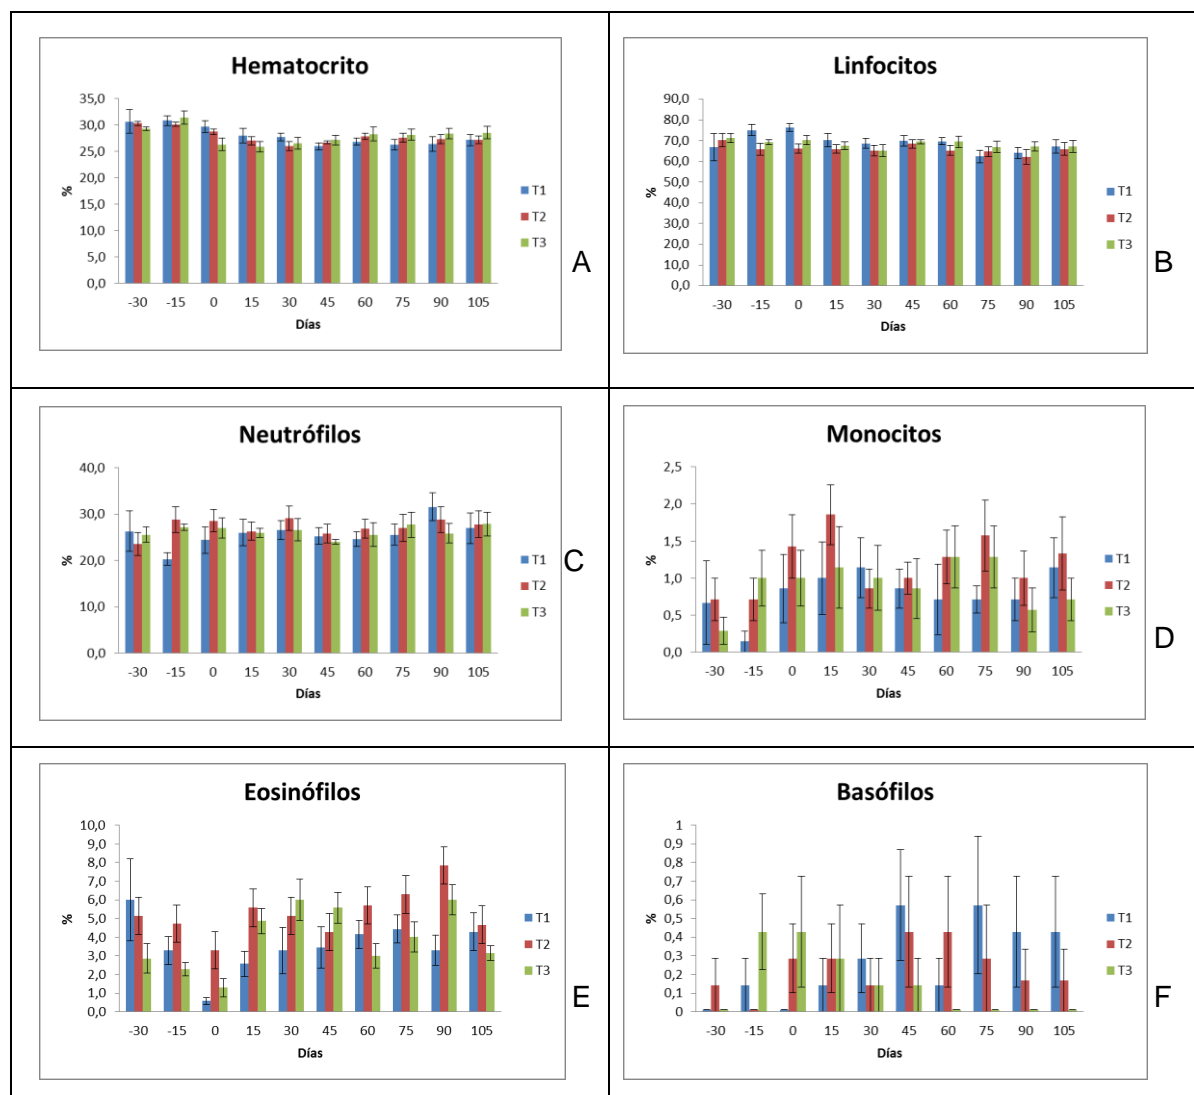 Hematocrito
35,0
30,0
25,0
20,0
15,0
10,0
5,0
0,0
%
-30 -15 0 15 30 45 60 75 90 105
Días
T1
T2
T3
A
Linfocitos
90,0
80,0
70,0
60,0
50,0
40,0
30,0
20,0
10,0
0,0
%
-30 -15 0 15 30 45 60 75 90 105
Días
T1
T2
T3
B
Neutrófilos
40,0
30,0
20,0
10,0
0,0
%
-30 -15 0 15 30 45 60 75 90 105
Días
T1
T2
T3
C
Monocitos
2,5
2,0
1,5
1,0
0,5
0,0
%
-30 -15 0 15 30 45 60 75 90 105
Días
T1
T2
T3
D
Eosinófilos
10,0
9,0
8,0
7,0
6,0
5,0
4,0
3,0
2,0
1,0
0,0
%
-30 -15 0 15 30 45 60 75 90 105
Días
T1
T2
T3
E
Basófilos
1
0,9
0,8
0,7
0,6
0,5
0,4
0,3
0,2
0,1
0
%
-30 -15 0 15 30 45 60 75 90 105
Días
T1
T2
T3
F